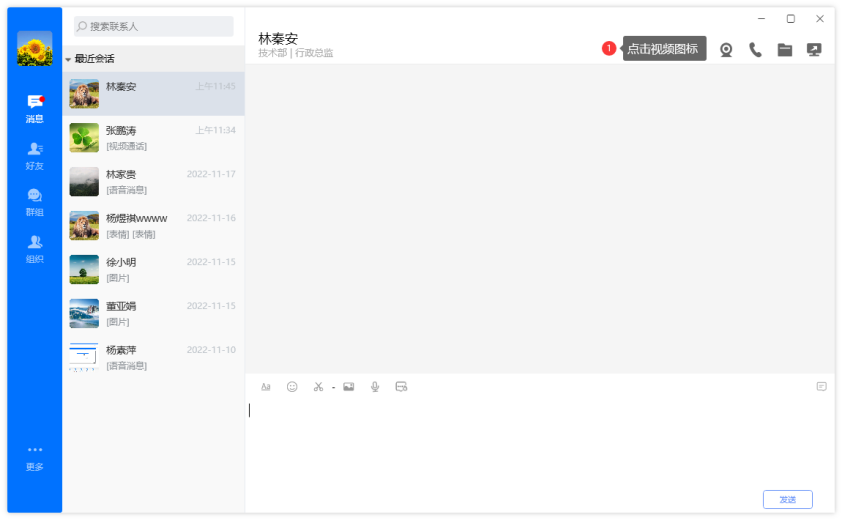 搜索联系人
最近会话
林秦安
上午11:45
张鹏涛
上午11:34
[视频通话]
林家贵
2022-11-17
[语音消息]
杨煜祺wwww
2022-11-16
[表情] [表情]
徐小明
2022-11-15
[图片]
董亚娟
2022-11-15
[图片]
杨素萍
2022-11-10
[语音消息]
消息
好友
群组
组织
更多
林秦安
技术部 | 行政总监
1 点击视频图标
发送